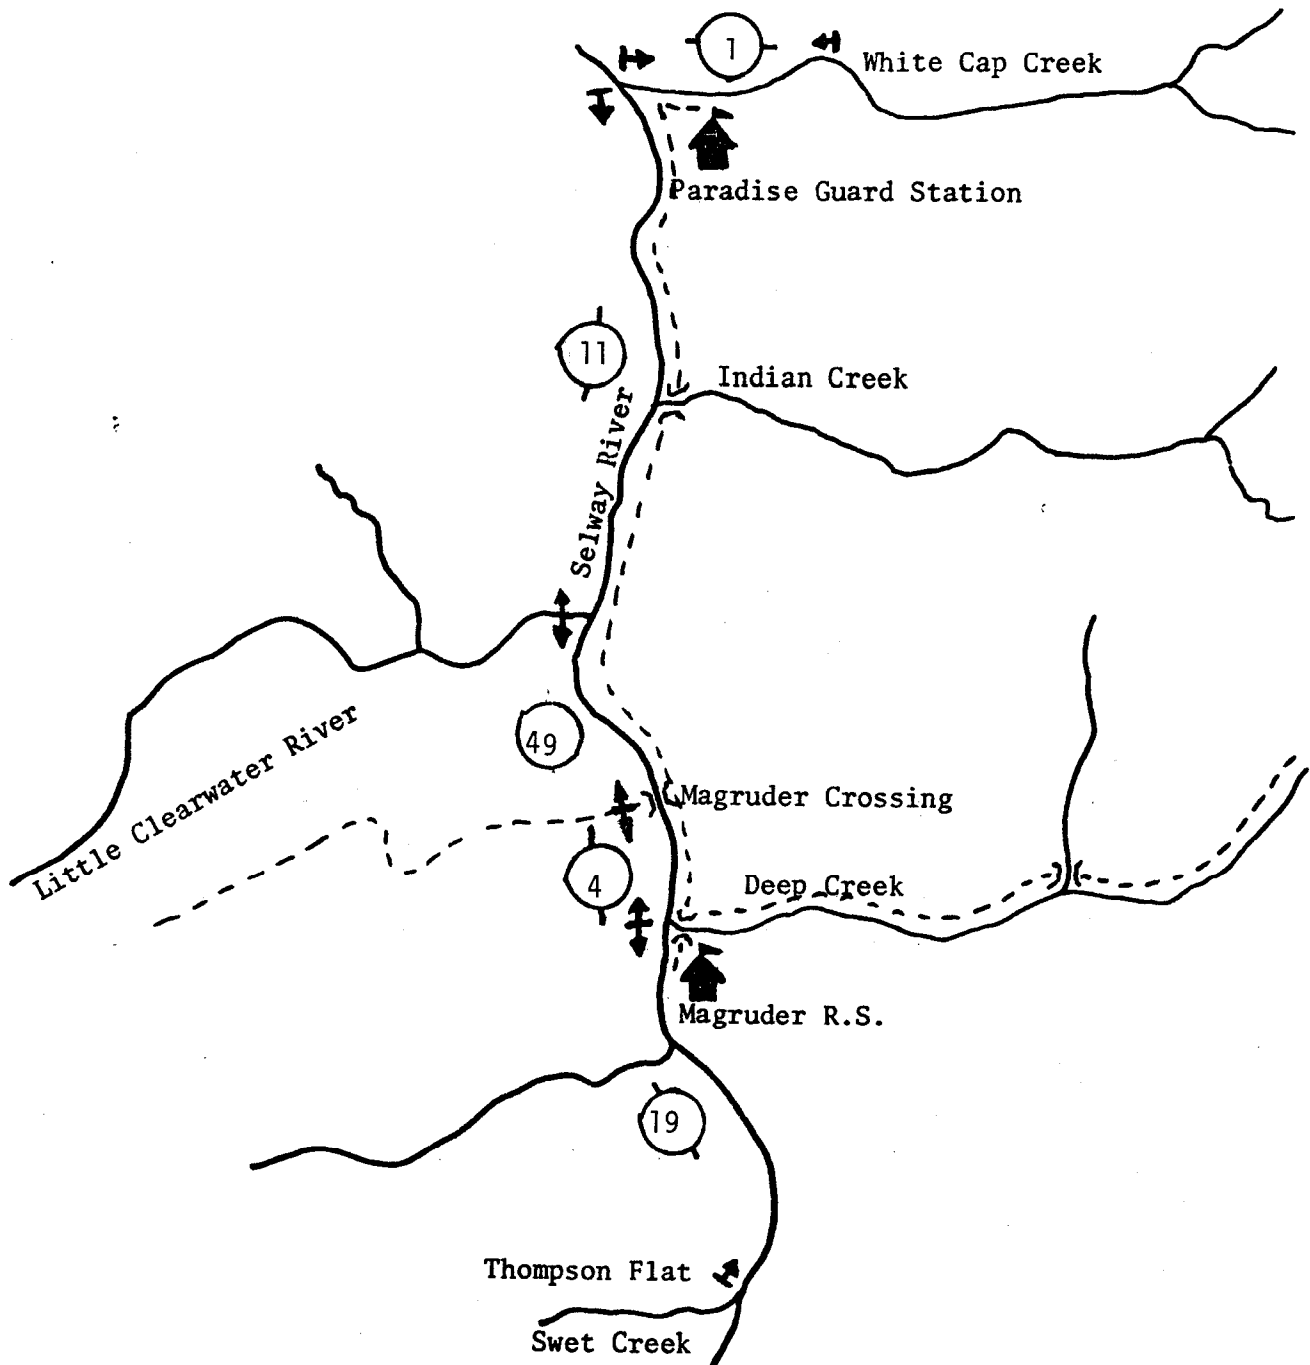 1
White Cap Creek
Paradise Guard Station
11
Indian Creek
Selway River
49
Little Clearwater River
Magruder Crossing
4
Deep Creek
Magruder R.S.
19
Thompson Flat
Swet Creek